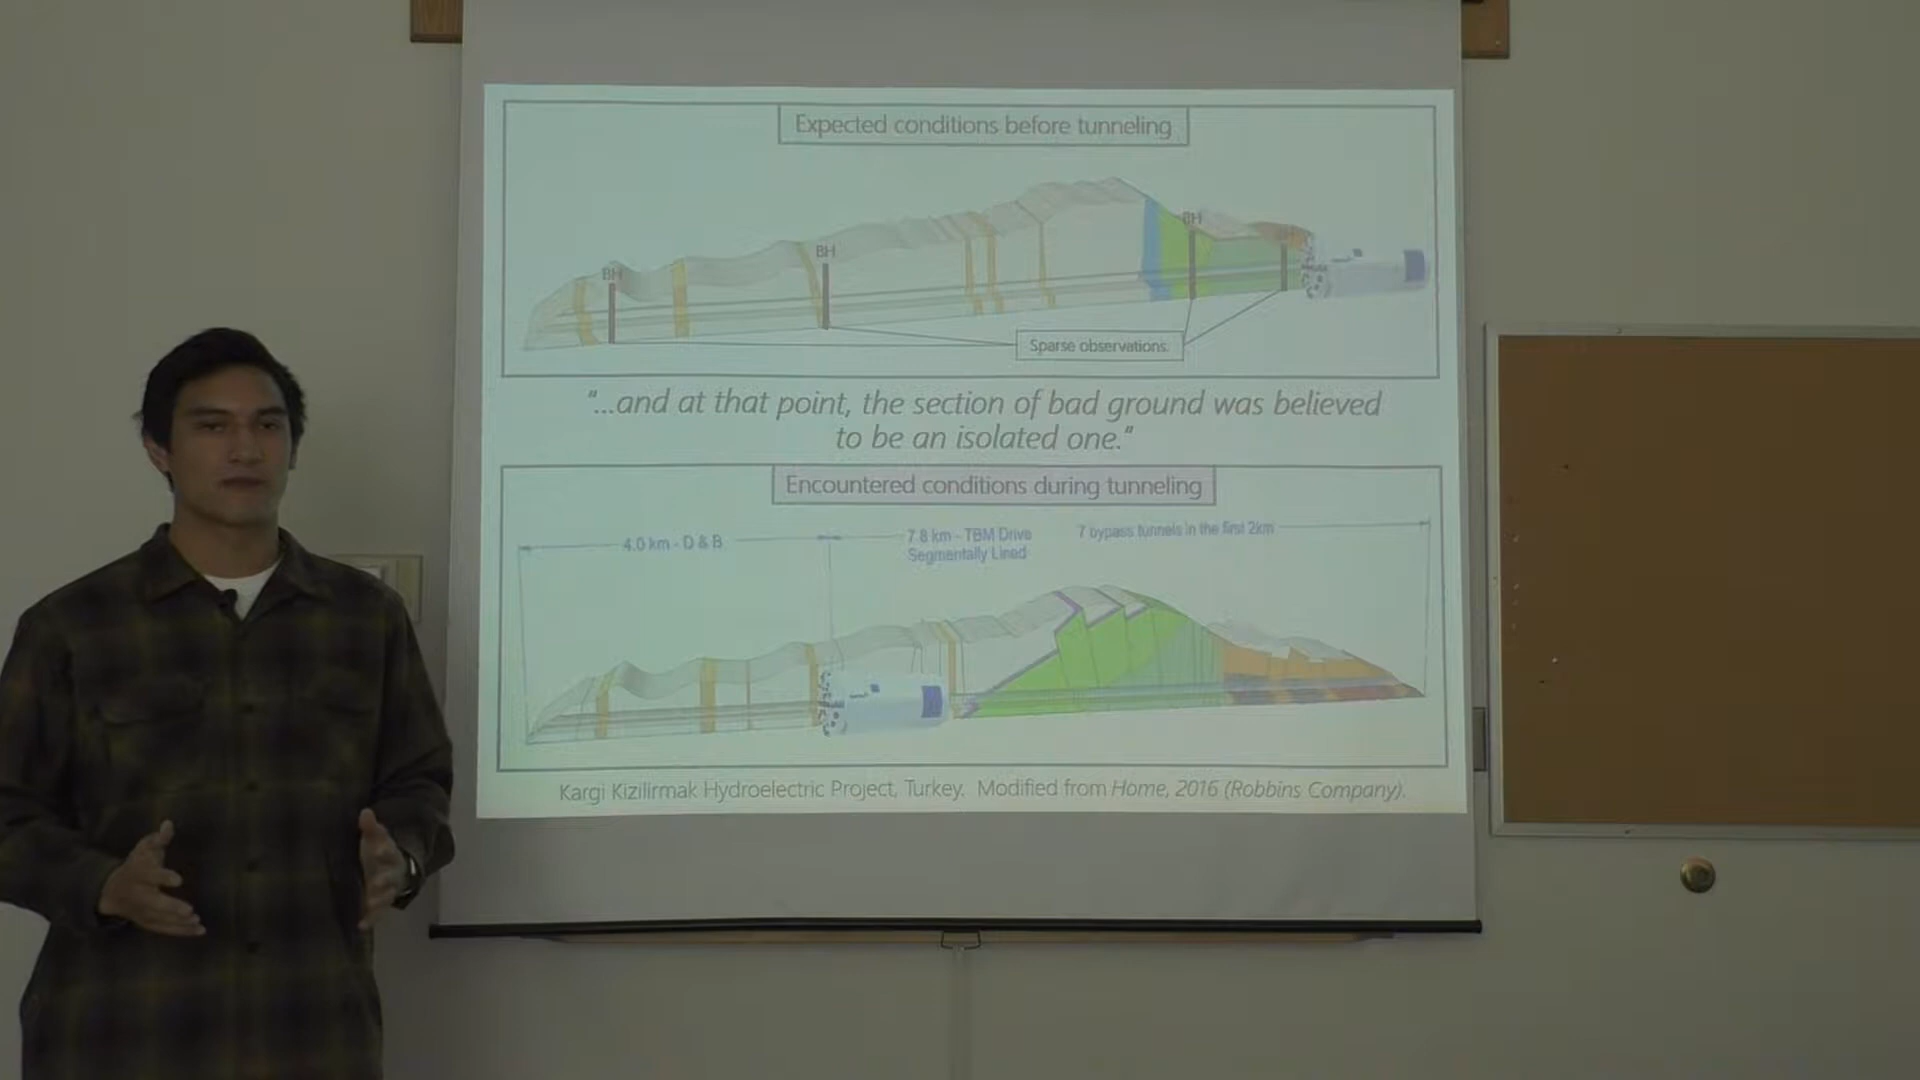 Expected conditions before tunneling
BH
BH
BH
Sparse observations.
"...and at that point, the section of bad ground was believed
to be an isolated one."
Encountered conditions during tunneling
4.0 km - D & B
7.8 km - TBM Drive
Segmentally Lined
7 bypass tunnels in the first 2km
Kargi Kizilirmak Hydroelectric Project, Turkey. Modified from Home, 2016 (Robbins Company).